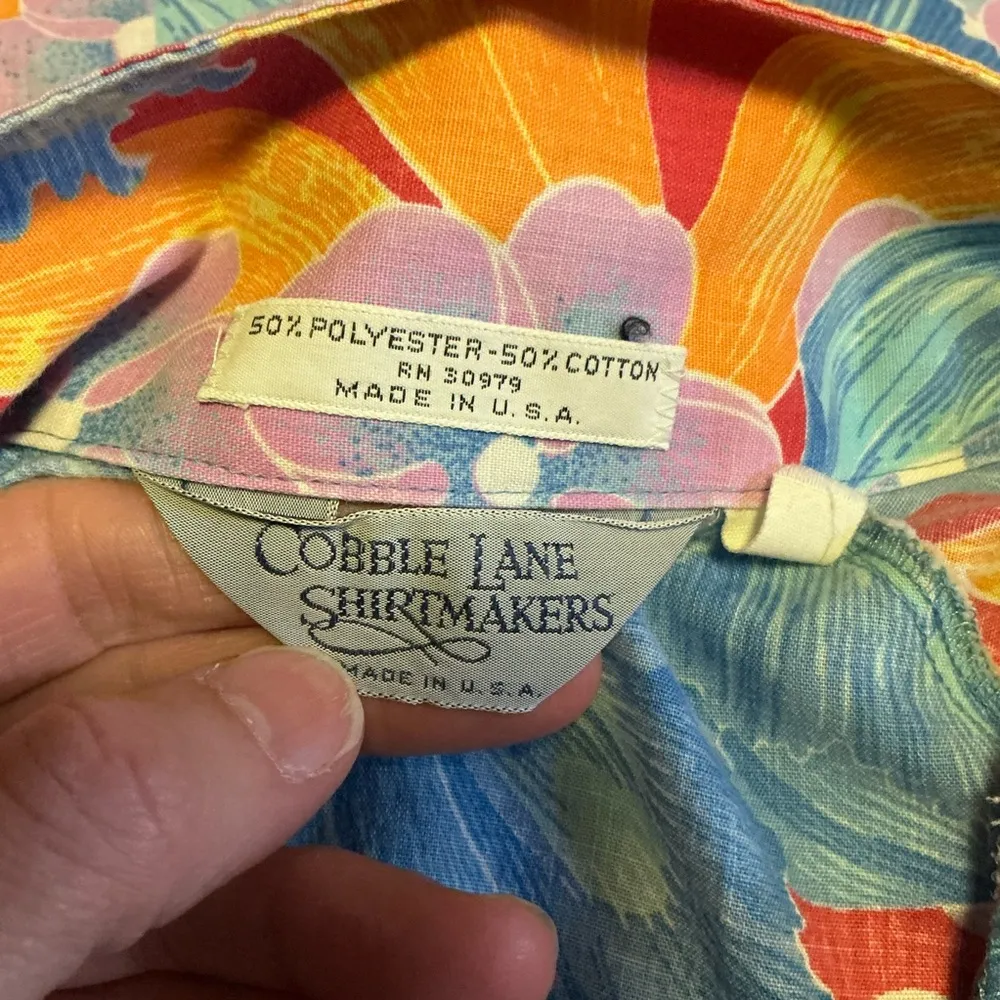 50% POLYESTER-50% COTTON
RN 30979
MADE IN U.S.A.
COBBLE LANE
SHIRTMAKERS
MADE IN U.S.A.